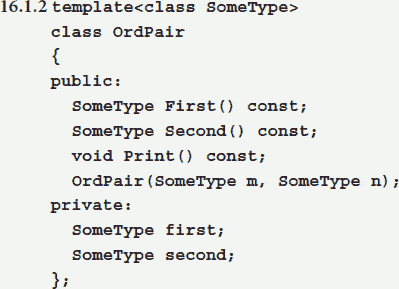 16.1.2 template<class SomeType>
class OrdPair
{
public:
SomeType First() const;
SomeType Second() const;
void Print() const;
OrdPair(SomeType m, SomeType n);
private:
SomeType first;
SomeType second;
};